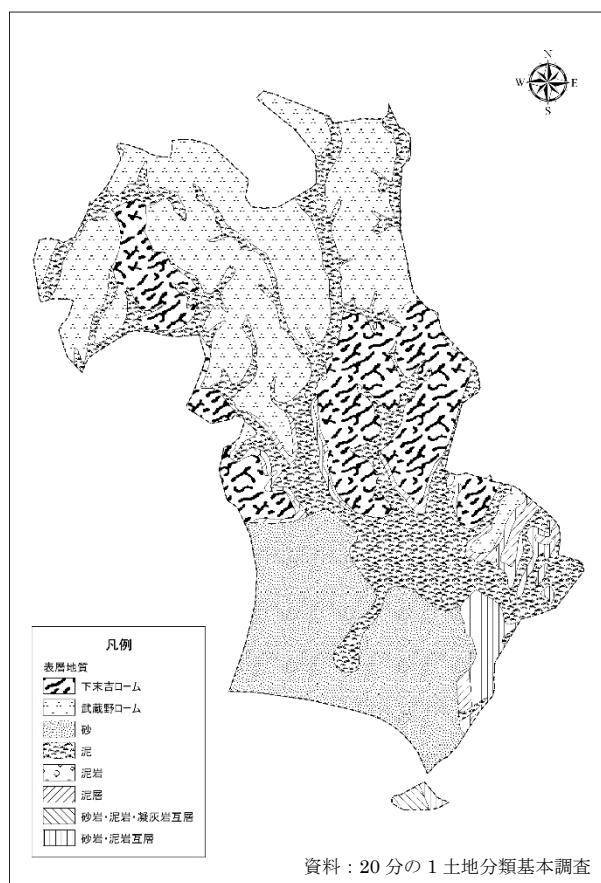 N
W E
S
凡例
表層地質
下末吉ローム
武蔵野ローム
砂
泥
泥岩
泥層
砂岩・泥岩・凝灰岩互層
砂岩・泥岩互層
資料：20 分の 1 土地分類基本調査